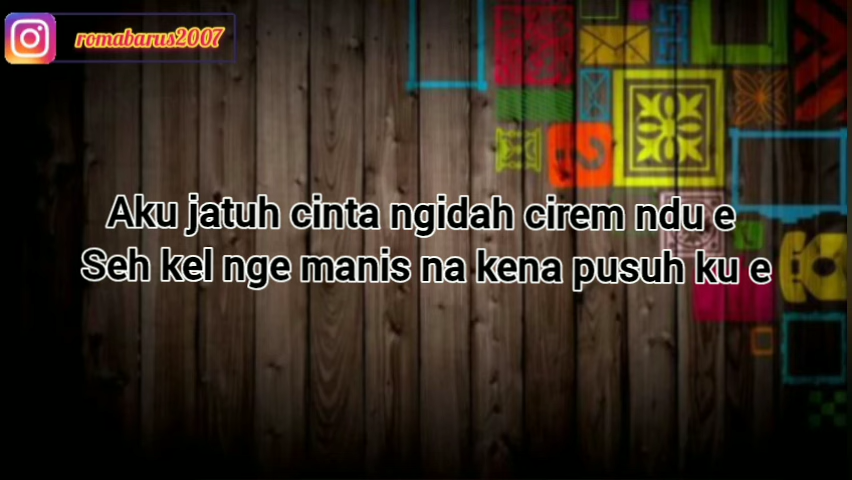 romabarus2007
Aku jatuh cinta ngidah cirem ndu e
Seh kel nge manis na kena pusuh ku e